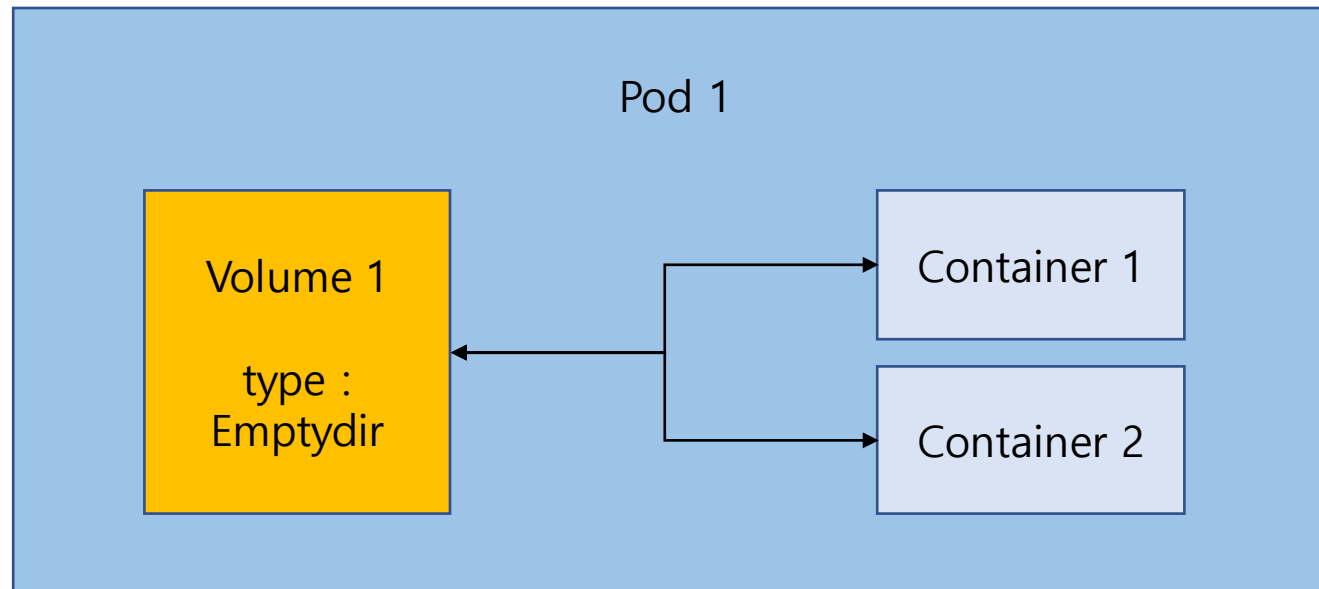 Pod 1
Volume 1
type :
Emptydir
Container 1
Container 2